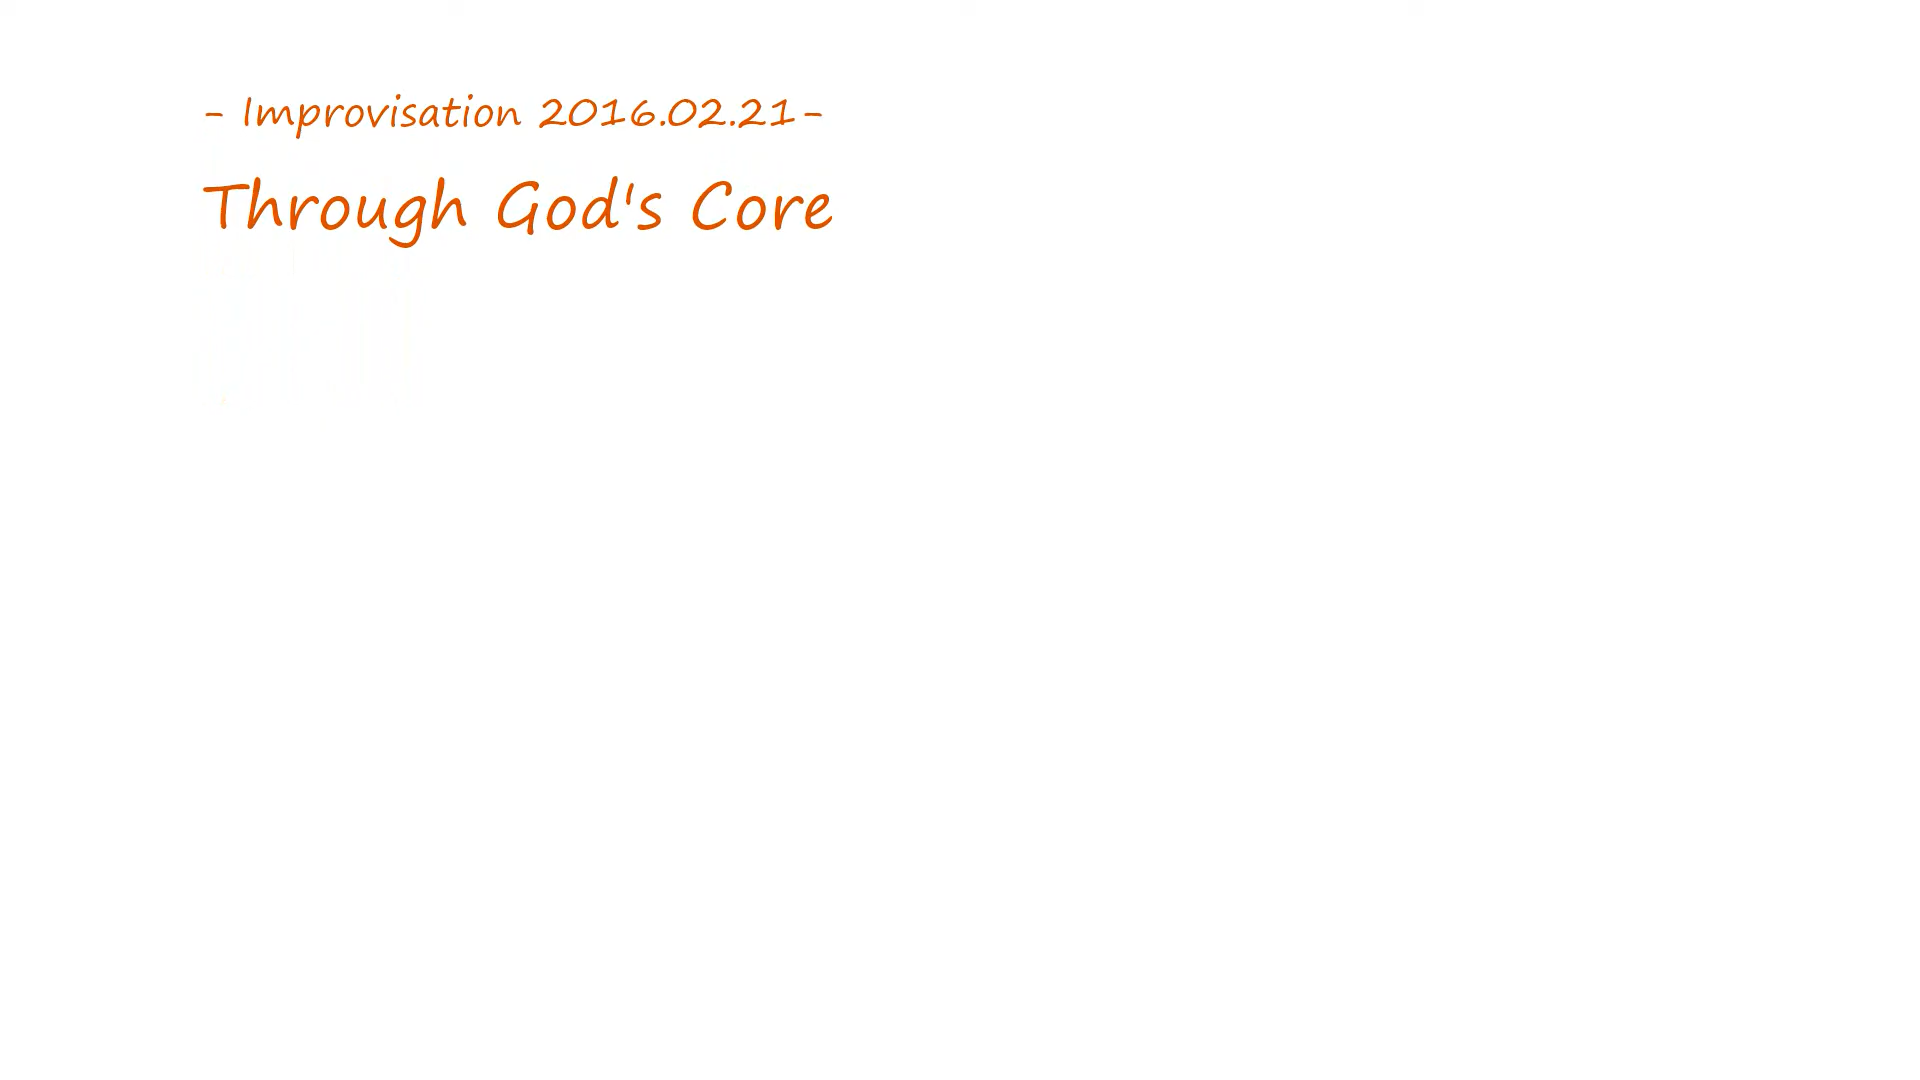 - Improvisation 2016.02.21-
Through God's Core